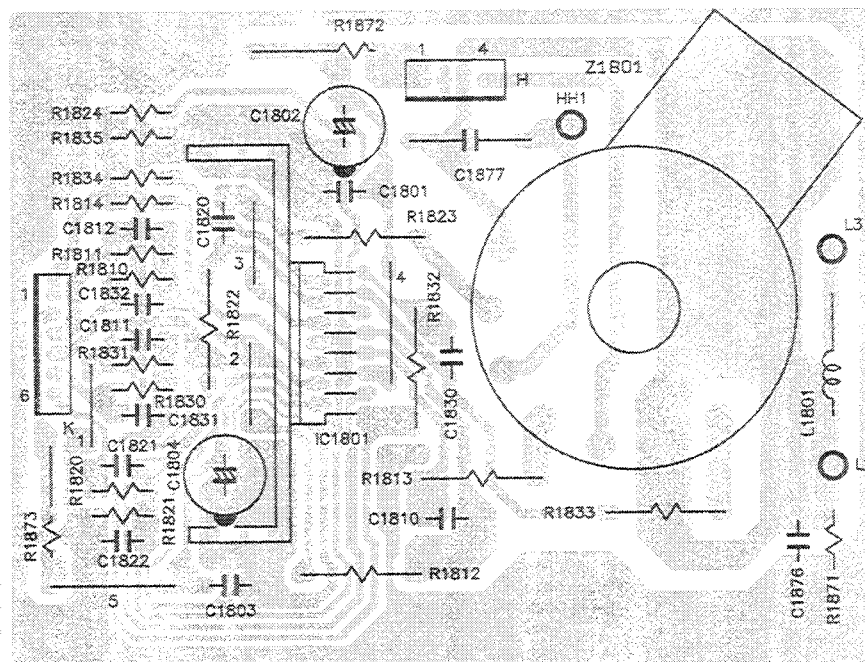 R1872
1 4
Z1801
H
HH1
R1824
C1802
R1835
C1877
R1834
C1801
R1814
C1820
R1823
C1812
L3
R1811
3
R1810
4
R1832
1
C1832
R1822
C1811
R1831
2
6
R1830
C1830
L1801
C1831
K
1
IC1801
C1821
C1804
R1820
L
R1813
R1821
C1810
R1833
R1873
C1822
R1812
C1876
R1871
5
C1803